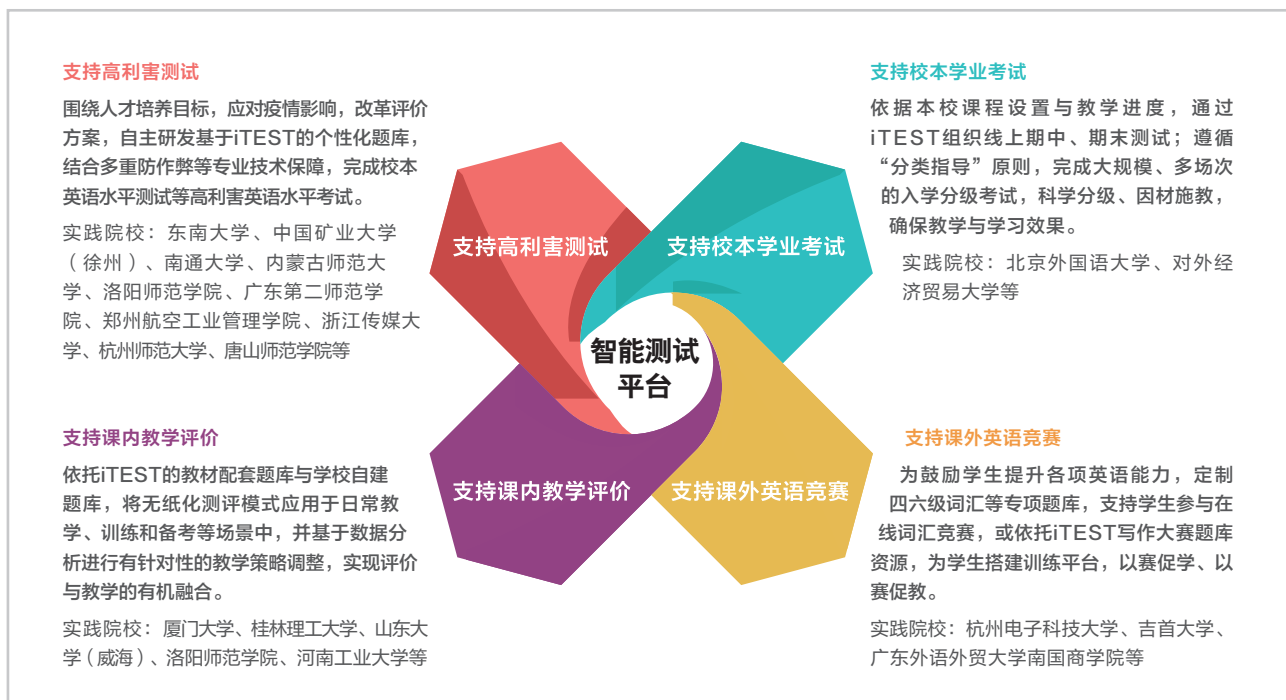 支持高利害测试
围绕人才培养目标，应对疫情影响，改革评价
方案，自主研发基于iTEST的个性化题库，
结合多重防作弊等专业技术保障，完成校本
英语水平测试等高利害英语水平考试。
实践院校：东南大学、中国矿业大学
（徐州）、南通大学、内蒙古师范大
学、洛阳师范学院、广东第二师范学
院、郑州航空工业管理学院、浙江传媒大
学、杭州师范大学、唐山师范学院等
支持校本学业考试
依据本校课程设置与教学进度，通过
iTEST组织线上期中、期末测试；遵循
“分类指导”原则，完成大规模、多场次
的入学分级考试，科学分级、因材施教，
确保教学与学习效果。
实践院校：北京外国语大学、对外经
济贸易大学等
支持高利害测试
支持校本学业考试
智能测试
平台
支持课内教学评价
支持课外英语竞赛
支持课内教学评价
依托iTEST的教材配套题库与学校自建
题库，将无纸化测评模式应用于日常教
学、训练和备考等场景中，并基于数据分
析进行有针对性的教学策略调整，实现评价
与教学的有机融合。
实践院校：厦门大学、桂林理工大学、山东大
学（威海）、洛阳师范学院、河南工业大学等
支持课外英语竞赛
为鼓励学生提升各项英语能力，定制
四六级词汇等专项题库，支持学生参与在
线词汇竞赛，或依托iTEST写作大赛题库
资源，为学生搭建训练平台，以赛促学、以
赛促教。
实践院校：杭州电子科技大学、吉首大学、
广东外语外贸大学南国商学院等